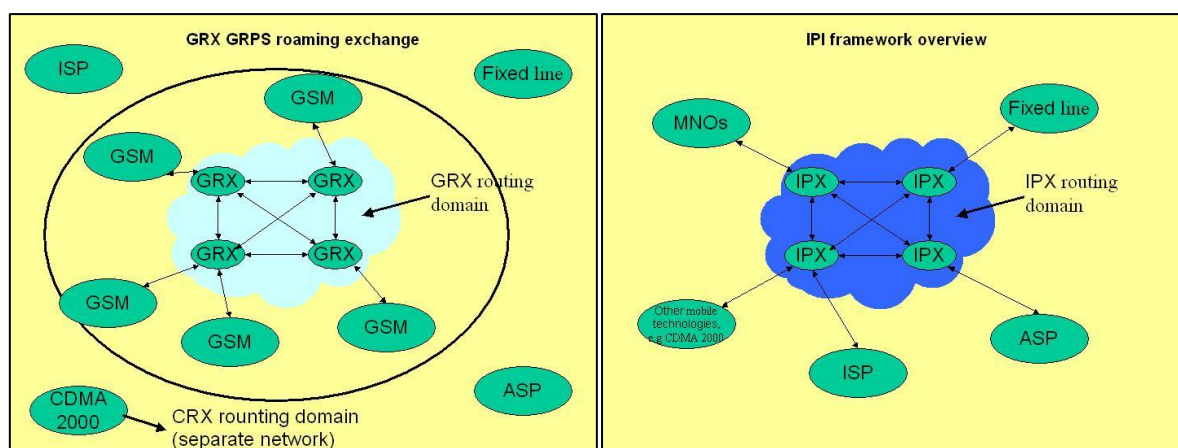 GRX GRPS roaming exchange
ISP
Fixed line
GSM
GSM
GRX
GRX
GRX routing
domain
GRX
GRX
GSM
GSM
GSM
CDMA
2000
ASP
CRX rounting domain
(separate network)
IPI framework overview
MNOs
Fixed line
IPX
IPX
IPX routing
domain
IPX
IPX
Other mobile
technologies,
e.g CDMA 2000
ISP
ASP